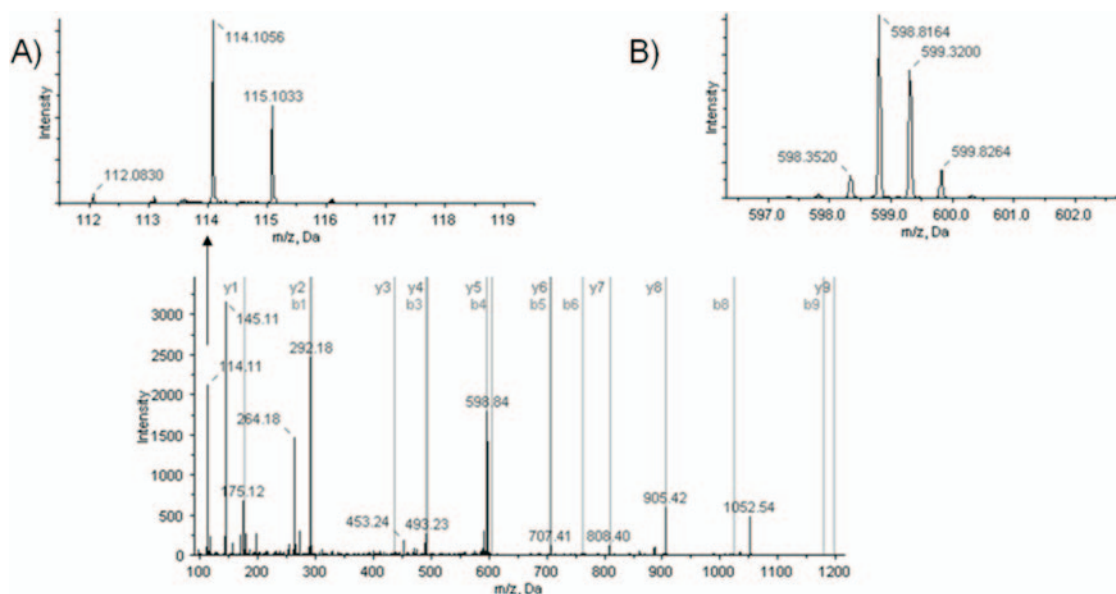 A)
Intensity
114.1056
115.1033
112.0830
112 113 114 115 116 117 118 119
m/z, Da
B)
Intensity
598.8164
599.3200
598.3520
599.8264
597.0 598.0 599.0 600.0 601.0 602.0
m/z, Da
y1 y2 y3 y4 y5 y6 y7 y8 y9
b1 b3 b4 b5 b6 b8 b9
Intensity
3000
2500
2000
1500
1000
500
0
145.11
114.11
292.18
264.18
598.84
175.12
453.24
493.23
707.41
808.40
905.42
1052.54
100 200 300 400 500 600 700 800 900 1000 1100 1200
m/z, Da